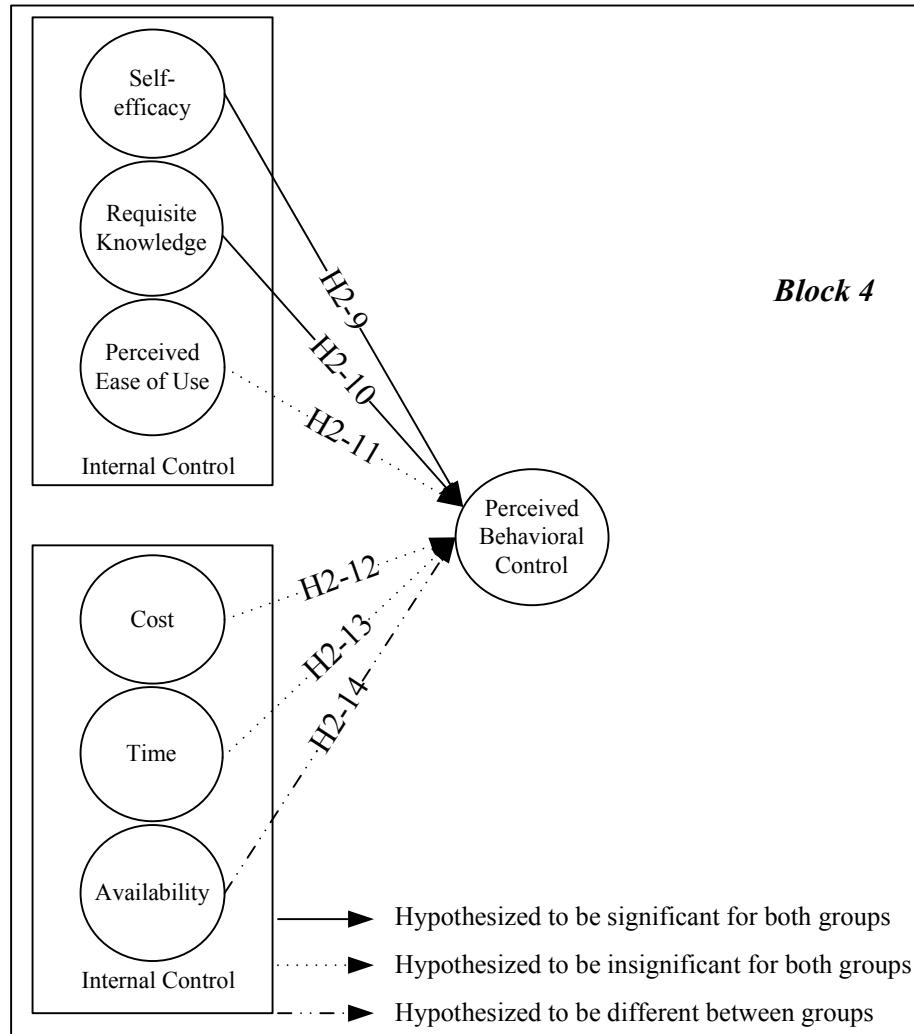 Self-
efficacy
Requisite
Knowledge
Perceived
Ease of Use
Internal Control
H2-9
H2-10
H2-11
Block 4
Perceived
Behavioral
Control
Cost
Time
Availability
Internal Control
H2-12
H2-13
H2-14
Hypothesized to be significant for both groups
Hypothesized to be insignificant for both groups
Hypothesized to be different between groups